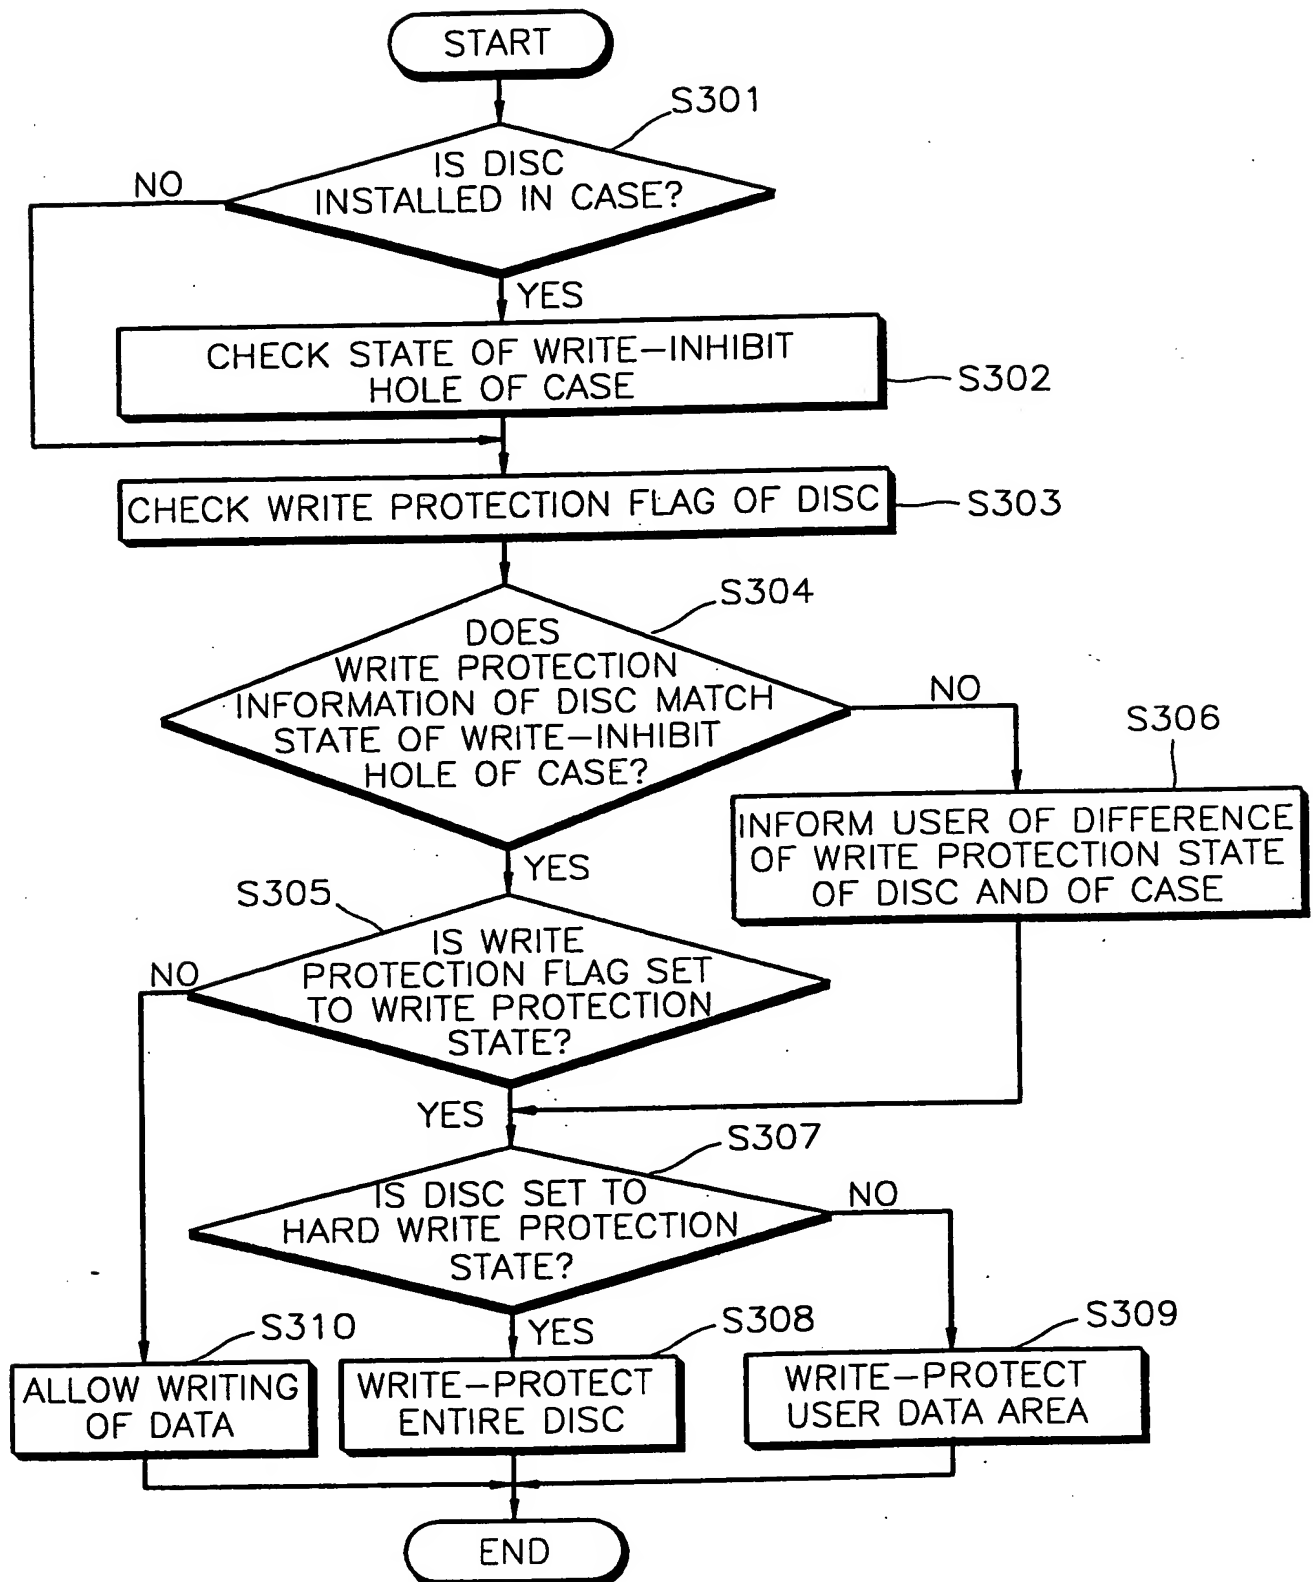 START
S301
IS DISC
INSTALLED IN CASE?
NO
YES
CHECK STATE OF WRITE-INHIBIT
HOLE OF CASE
S302
CHECK WRITE PROTECTION FLAG OF DISC
S303
S304
DOES
WRITE PROTECTION
INFORMATION OF DISC MATCH
STATE OF WRITE-INHIBIT
HOLE OF CASE?
NO
S306
INFORM USER OF DIFFERENCE
OF WRITE PROTECTION STATE
OF DISC AND OF CASE
YES
S305
IS WRITE
PROTECTION FLAG SET
TO WRITE PROTECTION
STATE?
NO
YES
S307
IS DISC SET TO
HARD WRITE PROTECTION
STATE?
NO
YES
S310
ALLOW WRITING
OF DATA
S308
WRITE-PROTECT
ENTIRE DISC
S309
WRITE-PROTECT
USER DATA AREA
END